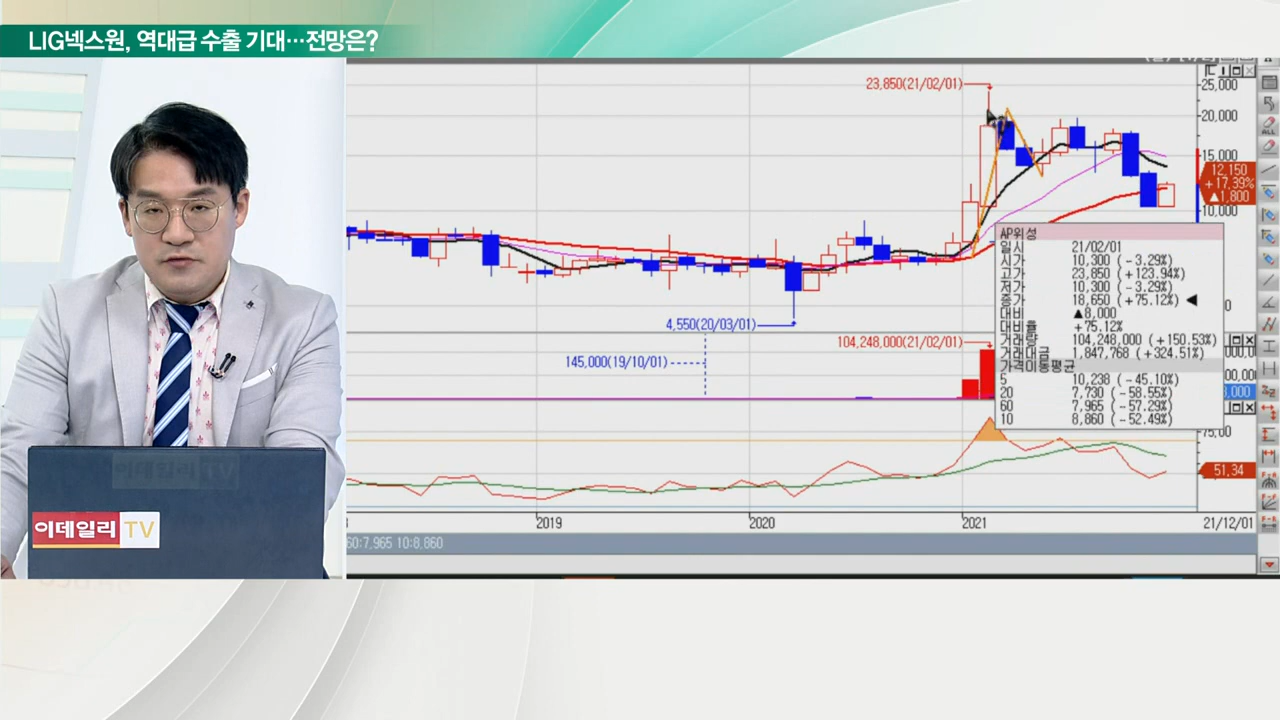 LIG넥스원, 역대급 수출 기대…전망은?
23,850(21/02/01)
25,000
20,000
15,000
12,150
+17,39%
▲1,800
10,000
AP위성
일시 21/02/01
시가 10,300 (-3.29%)
고가 23,850 (+123.94%)
저가 10,300 (-3.29%)
종가 18,650 (+75.12%)
대비 ▲8,000
대비율 +75.12%
거래량 104,248,000 (+150.53%)
거래대금 1,847,768 (+324.51%)
가격이동평균
5 10,238 (-45.10%)
20 7,730 (-58.55%)
60 7,965 (-57.29%)
10 8,860 (-52.49%)
4,550(20/03/01)
104,248,000(21/02/01)
145,000(19/10/01)
51,34
2019
2020
2021
21/12/01
60:7,965 10:8,860
이데일리 TV